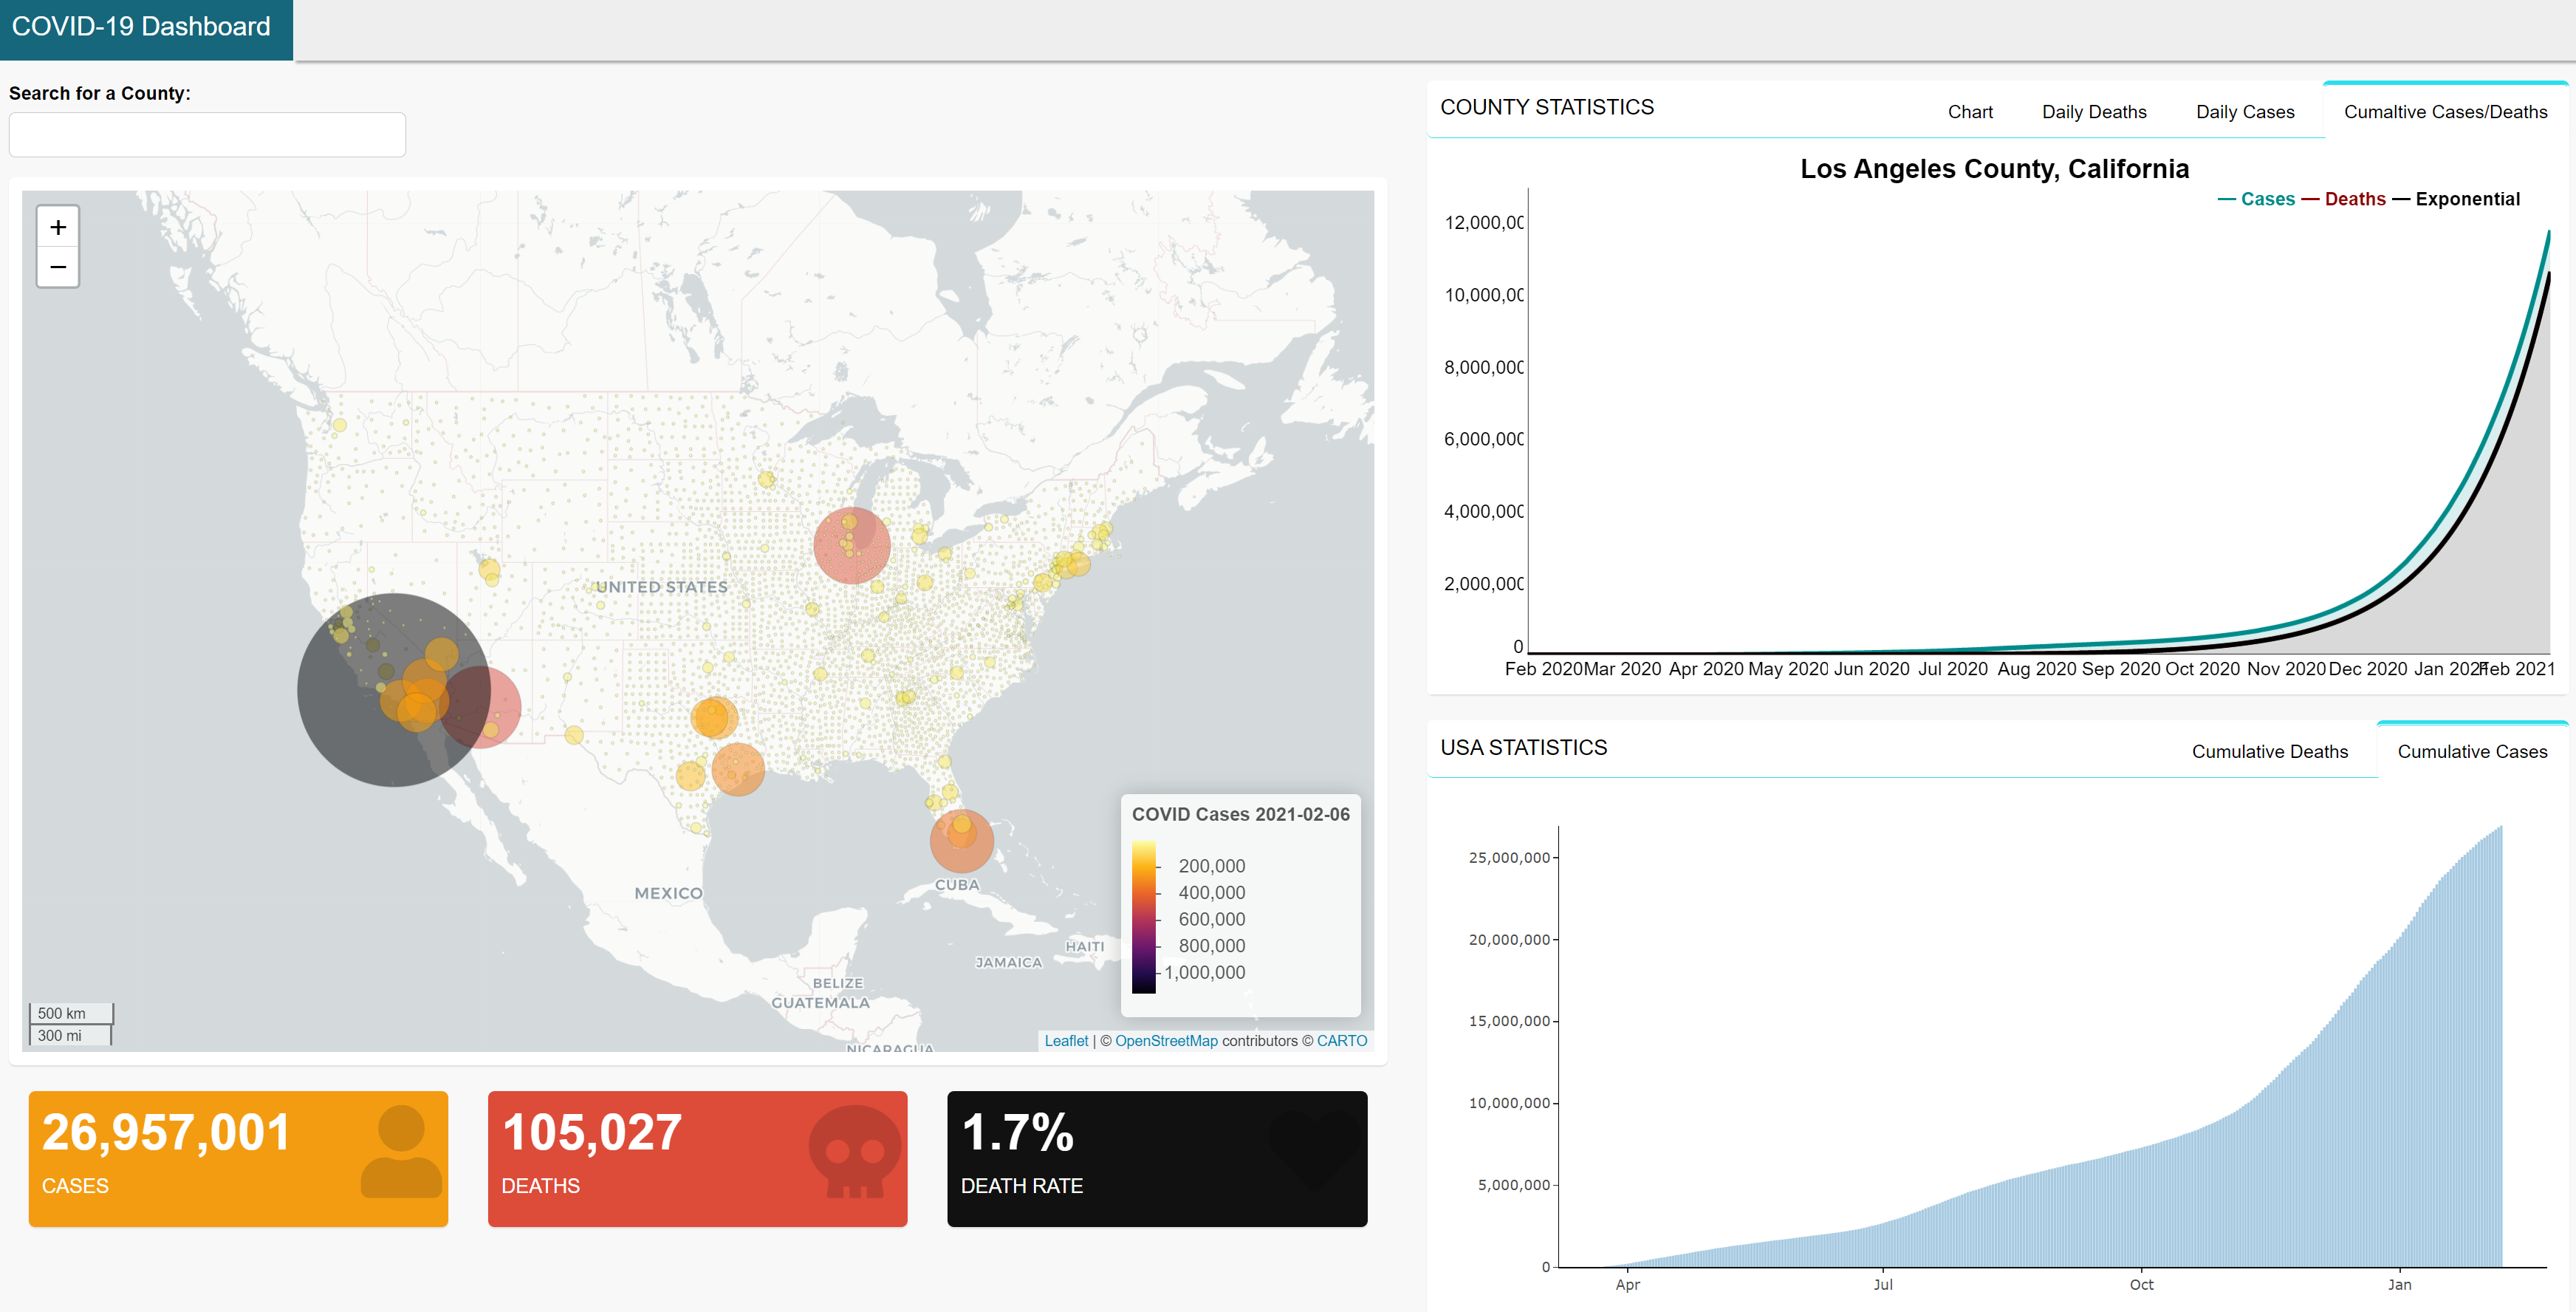 COVID-19 Dashboard
Search for a County:
+
−
UNITED STATES
MEXICO
CUBA
HAITI
JAMAICA
BELIZE
GUATEMALA
NICARAGUA
COVID Cases 2021-02-06
200,000
400,000
600,000
800,000
1,000,000
500 km
300 mi
Leaflet | © OpenStreetMap contributors © CARTO
26,957,001
CASES
105,027
DEATHS
1.7%
DEATH RATE
COUNTY STATISTICS
Chart Daily Deaths Daily Cases Cumaltive Cases/Deaths
Los Angeles County, California
Cases Deaths Exponential
12,000,00
10,000,00
8,000,000
6,000,000
4,000,000
2,000,000
0
Feb 2020 Mar 2020 Apr 2020 May 2020 Jun 2020 Jul 2020 Aug 2020 Sep 2020 Oct 2020 Nov 2020 Dec 2020 Jan 2021 Feb 2021
USA STATISTICS
Cumulative Deaths Cumulative Cases
25,000,000
20,000,000
15,000,000
10,000,000
5,000,000
0
Apr Jul Oct Jan